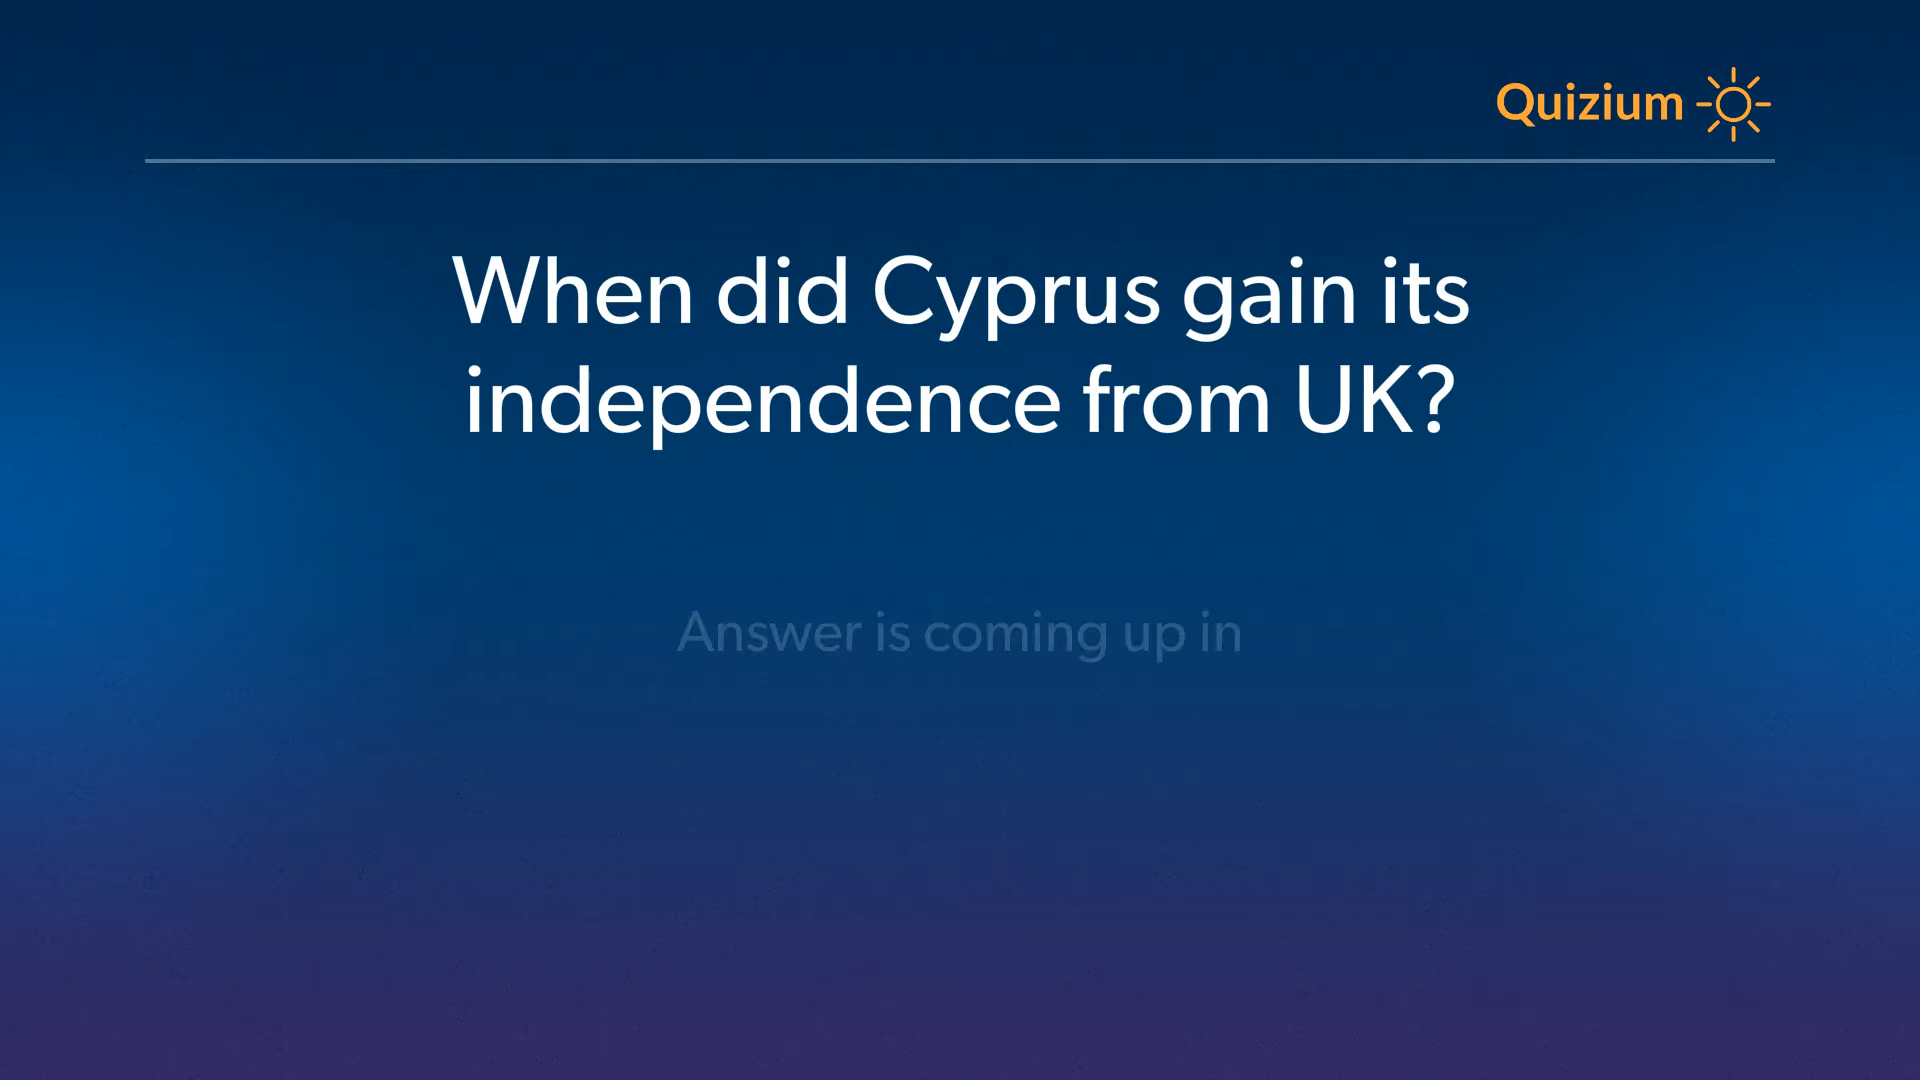 Quizium
When did Cyprus gain its
independence from UK?
Answer is coming up in